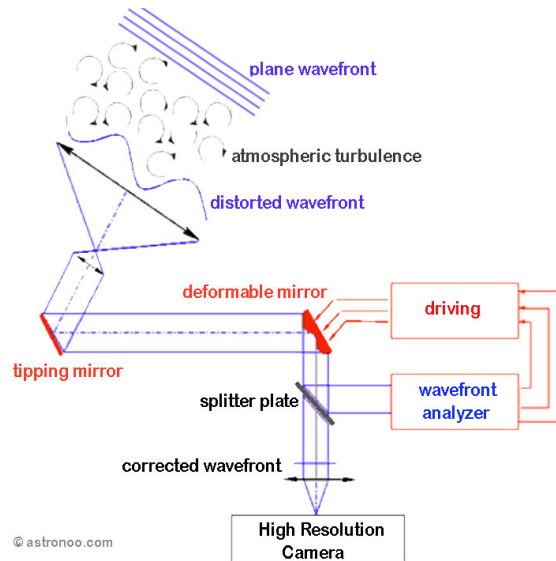 plane wavefront
atmospheric turbulence
distorted wavefront
deformable mirror
driving
tipping mirror
splitter plate
wavefront
analyzer
corrected wavefront
High Resolution
Camera
© astronoo.com